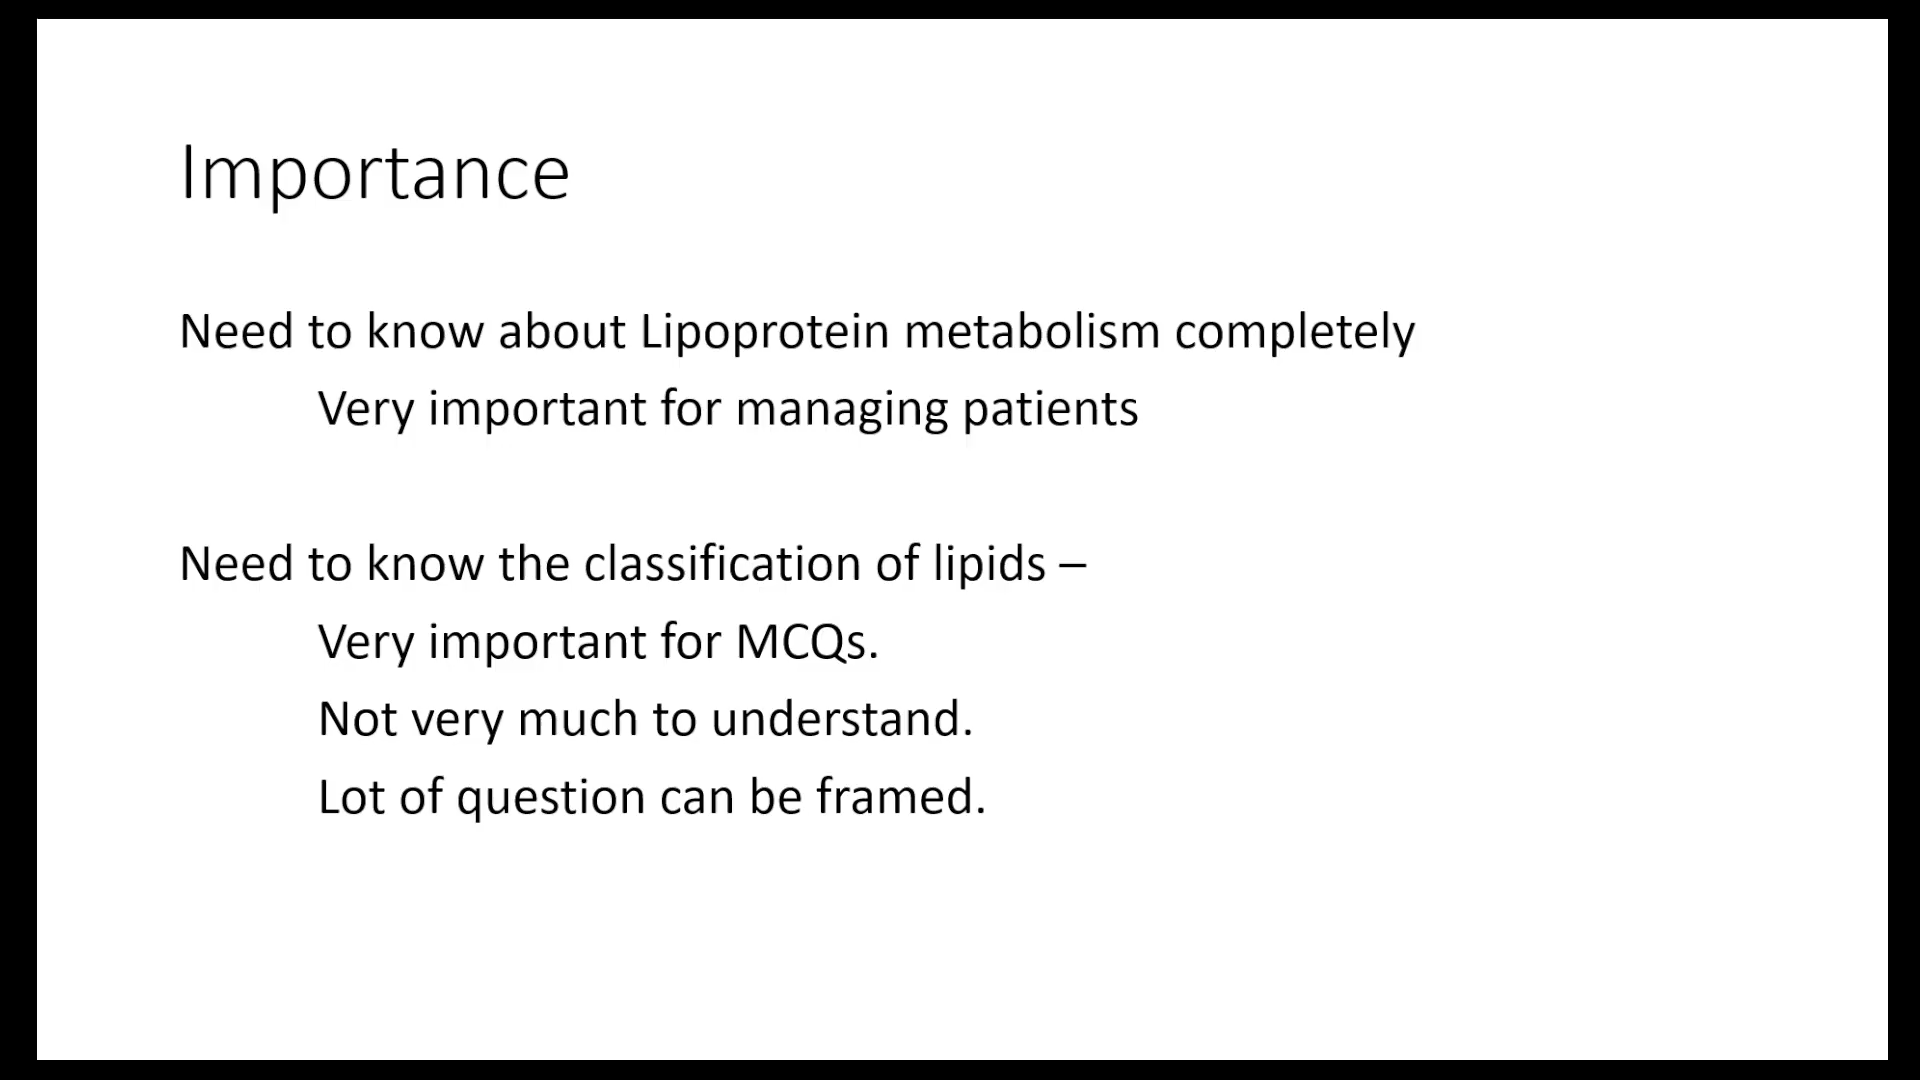 Importance
Need to know about Lipoprotein metabolism completely
Very important for managing patients
Need to know the classification of lipids –
Very important for MCQs.
Not very much to understand.
Lot of question can be framed.